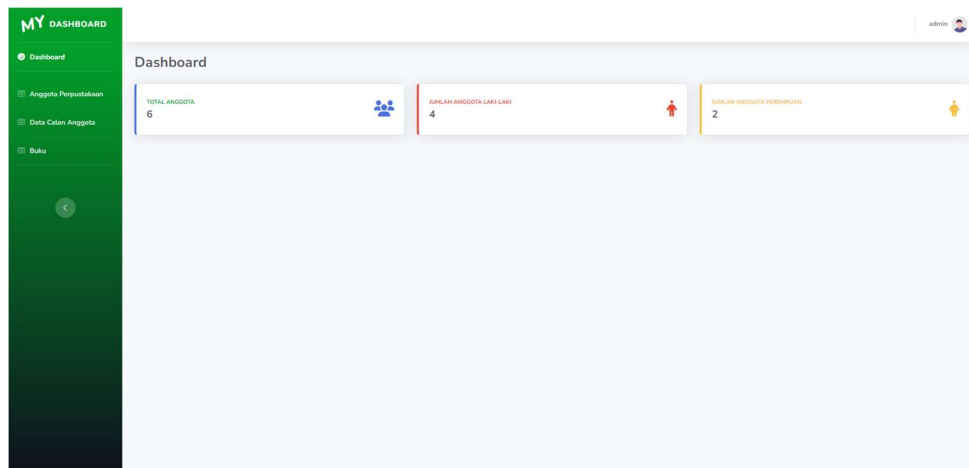 MY DASHBOARD
admin
Dashboard
Anggota Perpustakaan
Data Calon Anggota
Buku
Dashboard
TOTAL ANGGOTA
6
JUMLAH ANGGOTA LAKI-LAKI
4
JUMLAH ANGGOTA PEREMPUAN
2